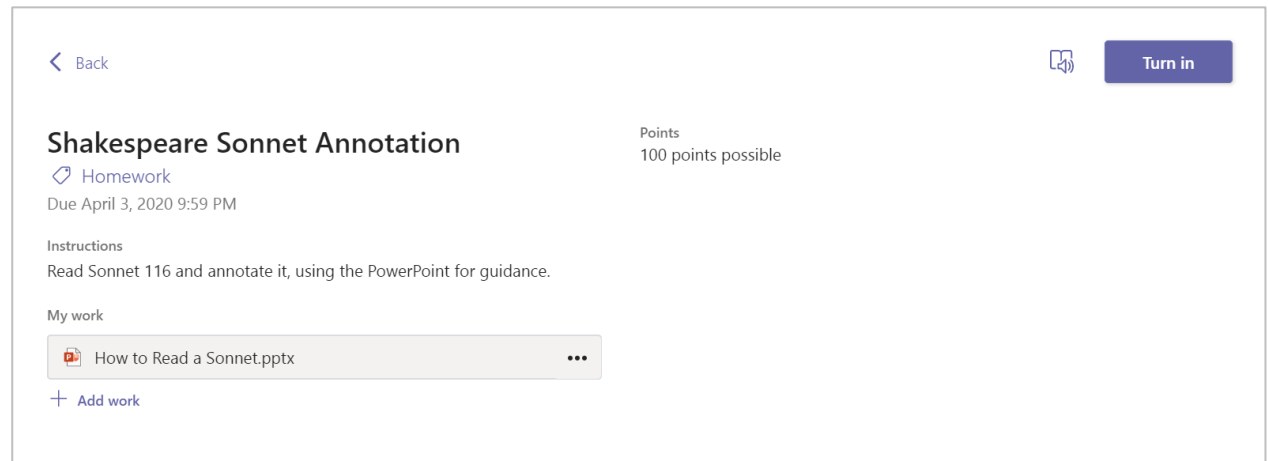 Back
Turn in
Shakespeare Sonnet Annotation
Homework
Due April 3, 2020 9:59 PM
Points
100 points possible
Instructions
Read Sonnet 116 and annotate it, using the PowerPoint for guidance.
My work
How to Read a Sonnet.pptx
Add work